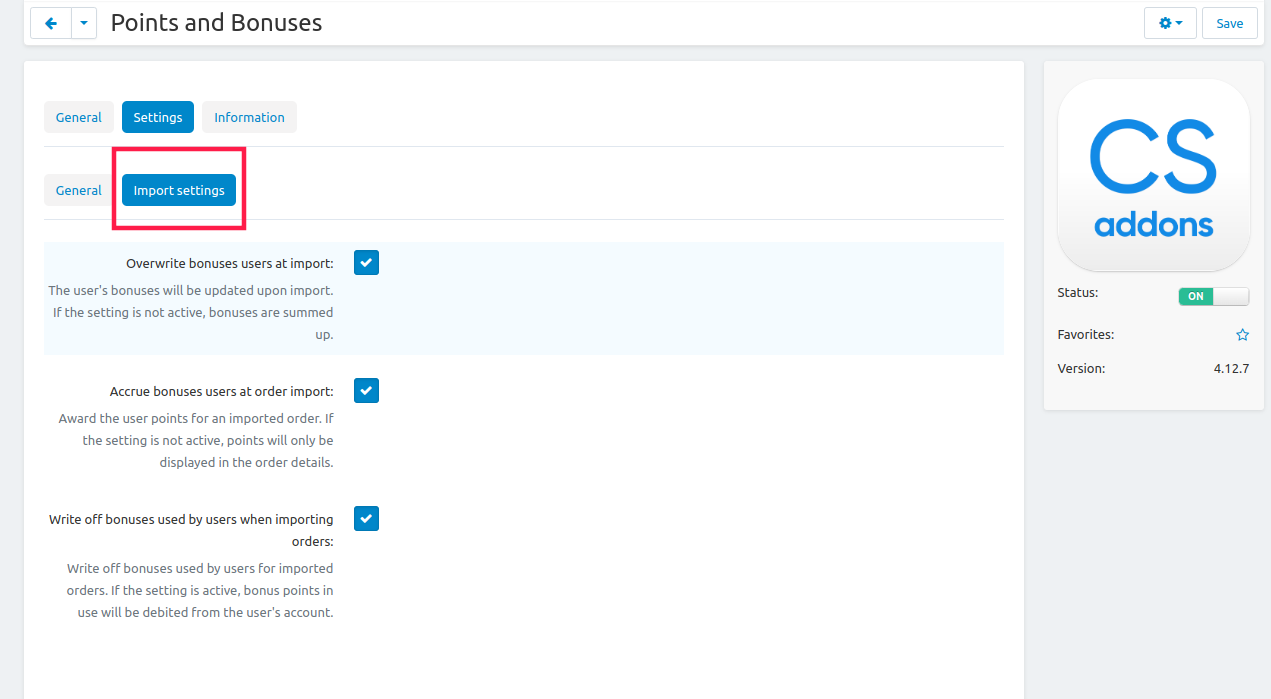 Points and Bonuses
Save
General
Settings
Information
General
Import settings
Overwrite bonuses users at import:
The user's bonuses will be updated upon import.
If the setting is not active, bonuses are summed
up.
Accrue bonuses users at order import:
Award the user points for an imported order. If
the setting is not active, points will only be
displayed in the order details.
Write off bonuses used by users when importing
orders:
Write off bonuses used by users for imported
orders. If the setting is active, bonus points in
use will be debited from the user's account.
CS
addons
Status:
ON
Favorites:
Version:
4.12.7